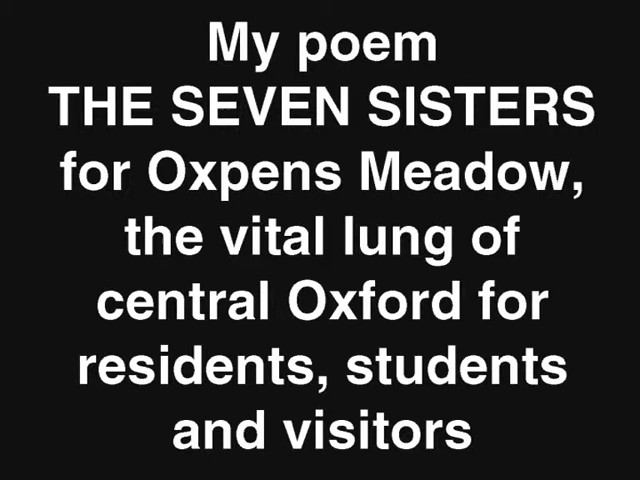 My poem
THE SEVEN SISTERS
for Oxpens Meadow,
the vital lung of
central Oxford for
residents, students
and visitors